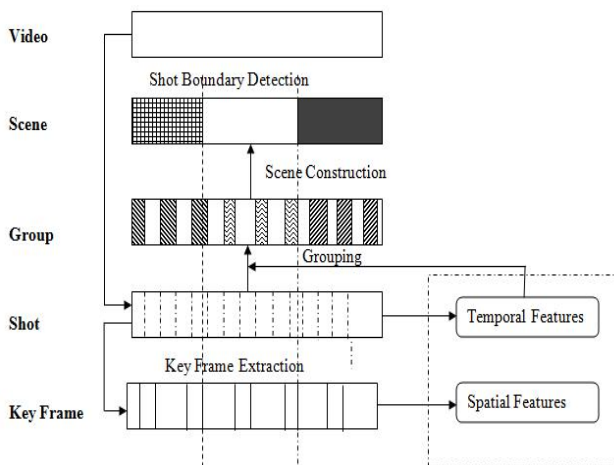 Video
Shot Boundary Detection
Scene
Scene Construction
Group
Grouping
Shot
Temporal Features
Key Frame Extraction
Key Frame
Spatial Features